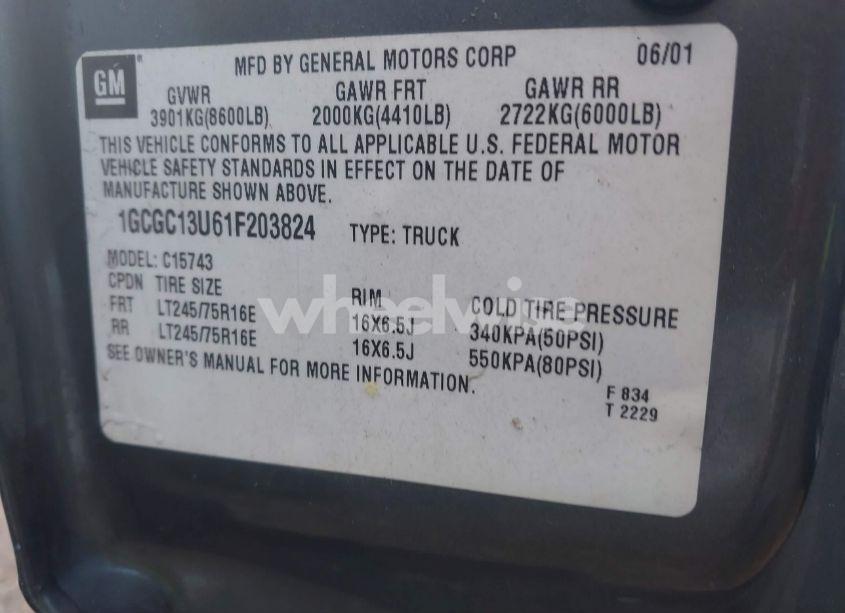 GM
MFD BY GENERAL MOTORS CORP 06/01
GVWR GAWR FRT GAWR RR
3901KG(8600LB) 2000KG(4410LB) 2722KG(6000LB)
THIS VEHICLE CONFORMS TO ALL APPLICABLE U.S. FEDERAL MOTOR
VEHICLE SAFETY STANDARDS IN EFFECT ON THE DATE OF
MANUFACTURE SHOWN ABOVE.
1GCGC13U61F203824 TYPE: TRUCK
MODEL: C15743
CPDN TIRE SIZE RIM COLD TIRE PRESSURE
FRT LT245/75R16E 16X6.5J 340KPA(50PSI)
RR LT245/75R16E 16X6.5J 550KPA(80PSI)
SEE OWNER'S MANUAL FOR MORE INFORMATION.
F 834
T 2229
wheelwise